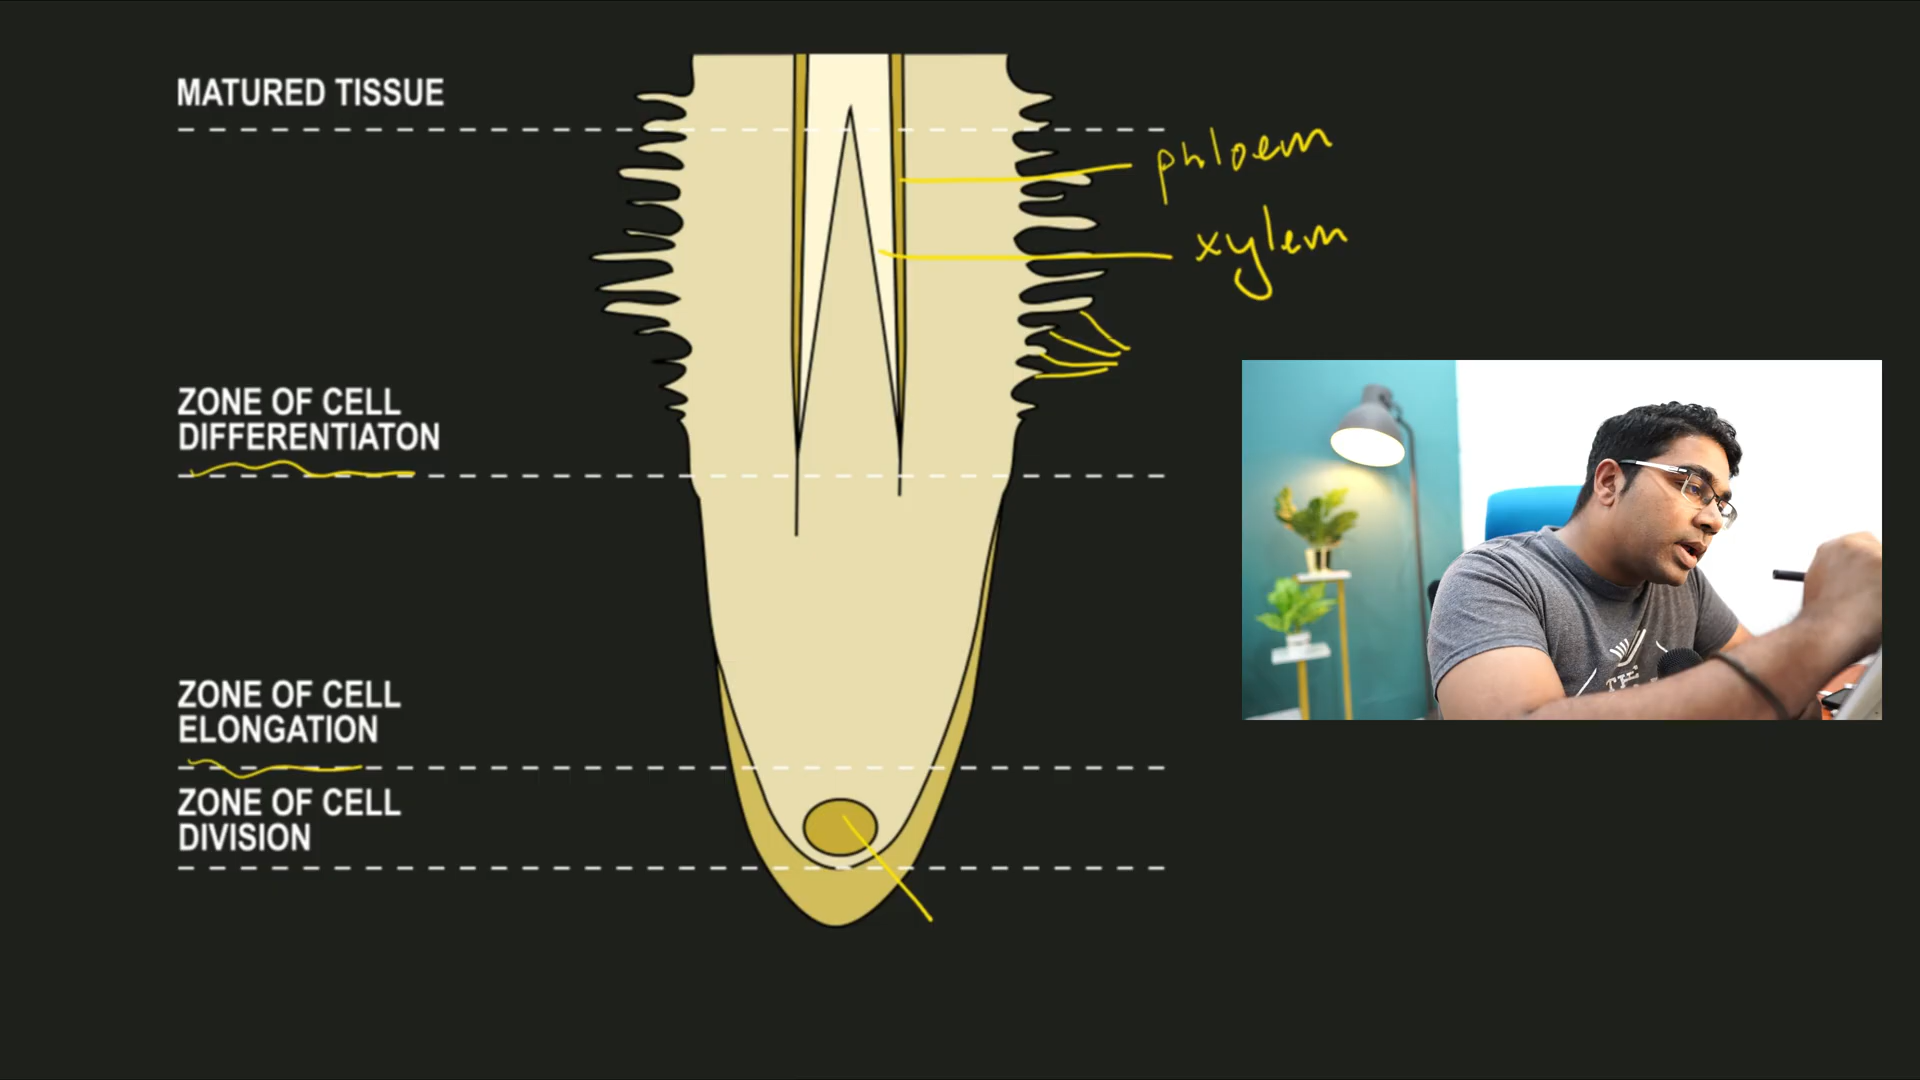 MATURED TISSUE
phloem
xylem
ZONE OF CELL
DIFFERENTIATON
ZONE OF CELL
ELONGATION
ZONE OF CELL
DIVISION